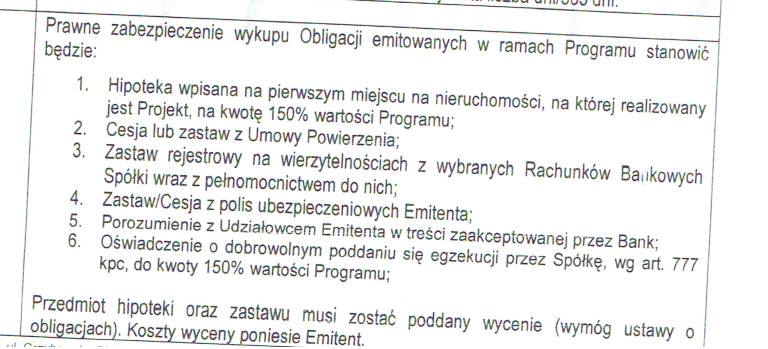 Prawne zabezpieczenie wykupu Obligacji emitowanych w ramach Programu stanowić
będzie:
1. Hipoteka wpisana na pierwszym miejscu na nieruchomości, na której realizowany
jest Projekt, na kwotę 150% wartości Programu;
2. Cesja lub zastaw z Umowy Powierzenia;
3. Zastaw rejestrowy na wierzytelnościach z wybranych Rachunków Bankowych
Spółki wraz z pełnomocnictwem do nich;
4. Zastaw/Cesja z polis ubezpieczeniowych Emitenta;
5. Porozumienie z Udziałowcem Emitenta w treści zaakceptowanej przez Bank;
6. Oświadczenie o dobrowolnym poddaniu się egzekucji przez Spółkę, wg art. 777
kpc, do kwoty 150% wartości Programu;
Przedmiot hipoteki oraz zastawu musi zostać poddany wycenie (wymóg ustawy o
obligacjach). Koszty wyceny poniesie Emitent.